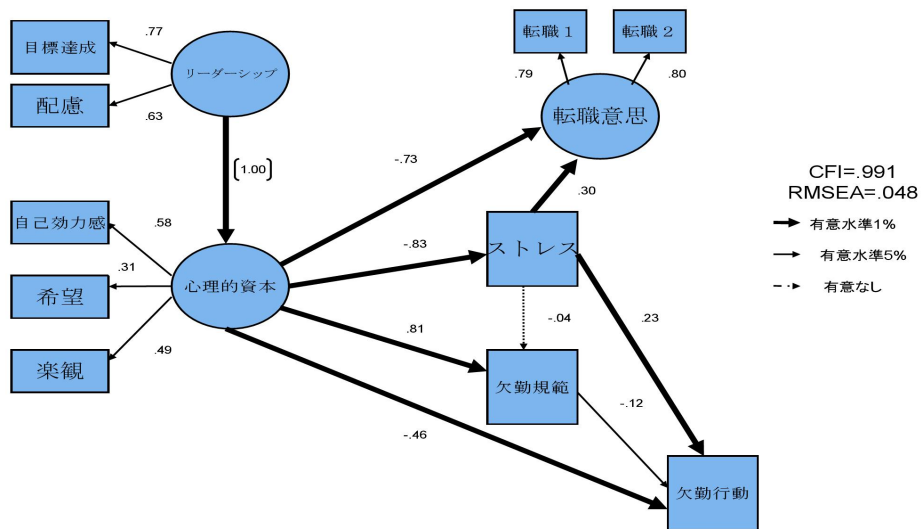 転職1
転職2
目標達成
.77
リーダーシップ
.79
.80
配慮
.63
転職意思
[1.00]
-.73
CFI=.991
RMSEA=.048
.30
有意水準1%
自己効力感
.58
-.83
ストレス
有意水準5%
.31
希望
心理的資本
有意なし
.81
-.04
.23
.49
楽観
欠勤規範
-.12
-.46
欠勤行動